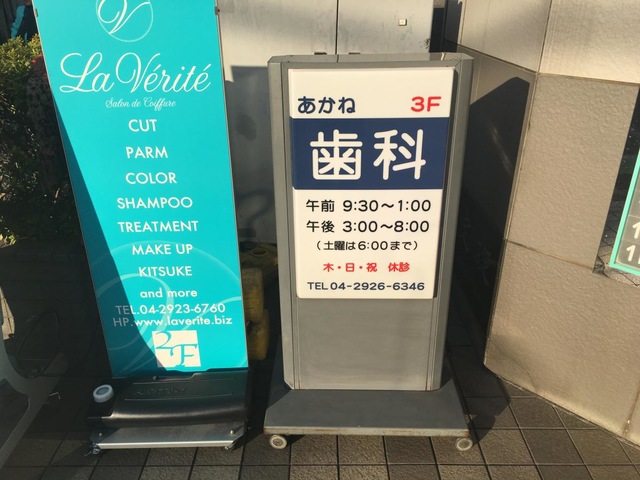 La Vérité
Salon de Coiffure
CUT
PARM
COLOR
SHAMPOO
TREATMENT
MAKE UP
KITSUKE
and more
TEL.04-2923-6760
HP.www.laverite.biz
2F
あかね 3F
歯科
午前 9:30～1:00
午後 3:00～8:00
（土曜は6:00まで）
木・日・祝 休診
TEL04-2926-6346